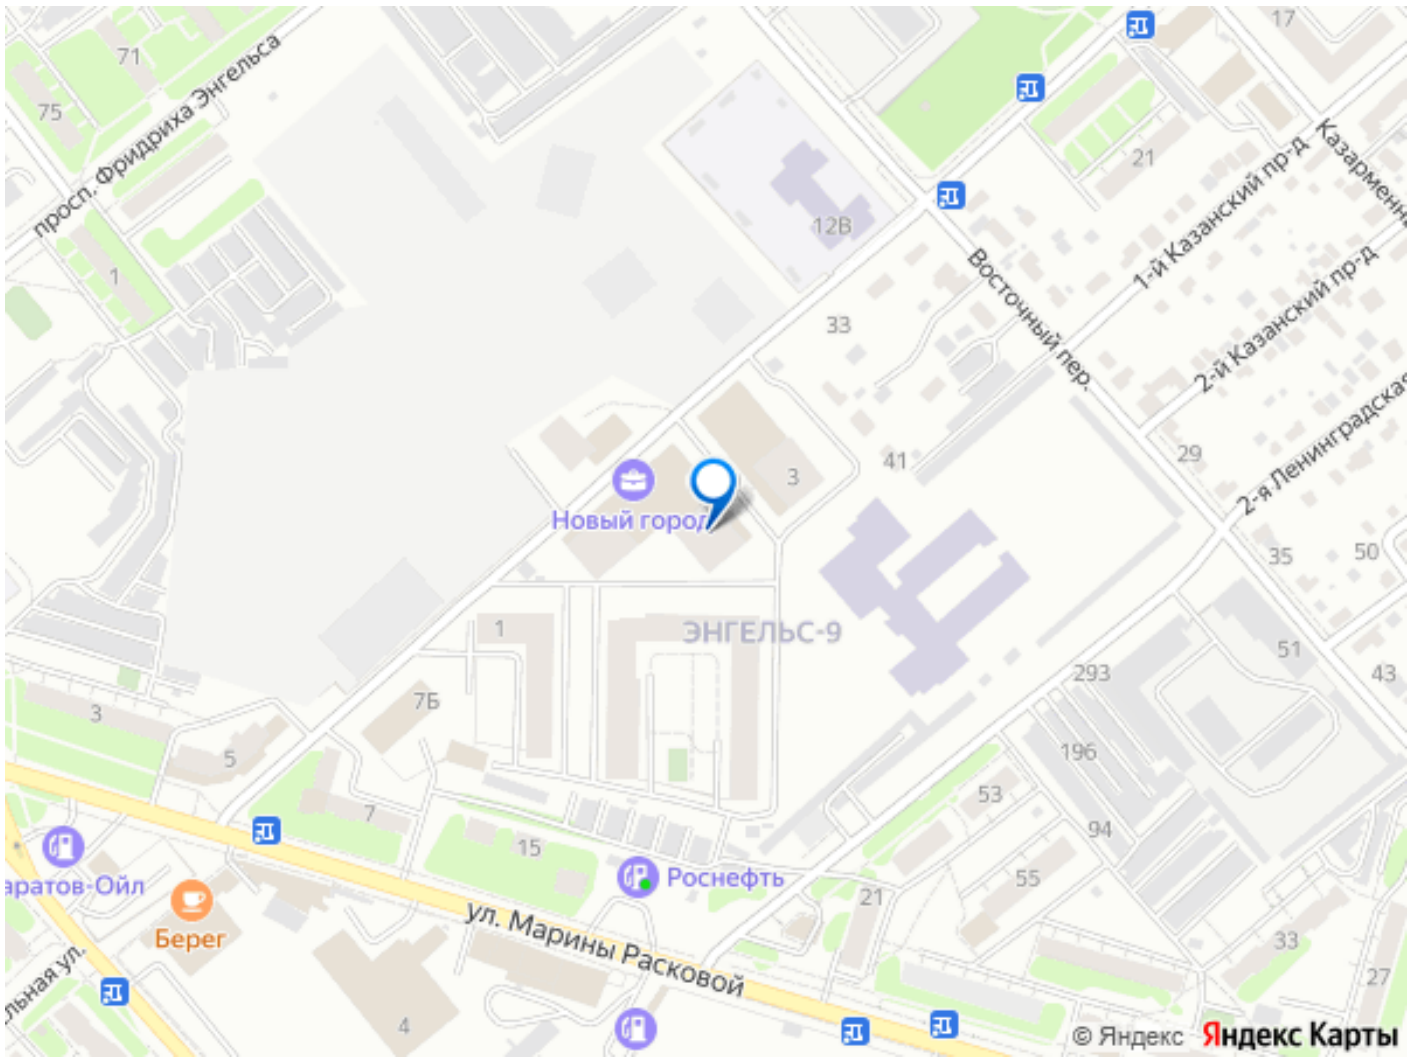 17
71
75
просп. Фридриха Энгельса
21
Казарменна
1-й Казанский пр-д
12В
Восточный пер.
2-й Казанский пр-д
1
33
2-я Ленинградская
29
41
3
Новый город
35
50
ЭНГЕЛЬС-9
1
51
293
43
7Б
3
5
196
53
7
94
15
аратов-Ойл
Роснефть
55
21
Берег
ул. Марины Расковой
33
27
льная ул.
4
© Яндекс Яндекс Карты